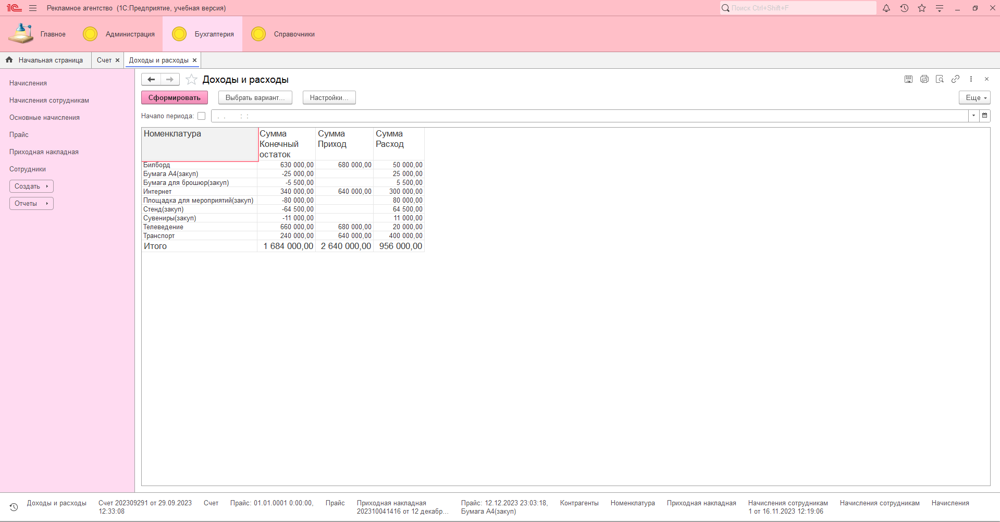 1С Рекламное агентство (1С:Предприятие, учебная версия) Поиск Ctrl+Shift+F
Главное Администрация Бухгалтерия Справочники
Начальная страница Счет × Доходы и расходы ×
Начисления
Начисления сотрудникам
Основные начисления
Прайс
Приходная накладная
Сотрудники
Создать
Отчеты
Доходы и расходы
Сформировать Выбрать вариант... Настройки... Еще
Начало периода: . . : :
Номенклатура Сумма Конечный остаток Сумма Приход Сумма Расход
Билборд 630 000,00 680 000,00 50 000,00
Бумага А4(закуп) -25 000,00 25 000,00
Бумага для брошюр(закуп) -5 500,00 5 500,00
Интернет 340 000,00 640 000,00 300 000,00
Площадка для мероприятий(закуп) -80 000,00 80 000,00
Стенд(закуп) -64 500,00 64 500,00
Сувениры(закуп) -11 000,00 11 000,00
Телеведение 660 000,00 680 000,00 20 000,00
Транспорт 240 000,00 640 000,00 400 000,00
Итого 1 684 000,00 2 640 000,00 956 000,00
Доходы и расходы
Счет 202309291 от 29.09.2023
12:33:08
Счет
Прайс: 01.01.0001 0:00:00,
Прайс
Приходная накладная
202310041416 от 12 декабр...
Прайс: 12.12.2023 23:03:18,
Бумага А4(закуп)
Контрагенты
Номенклатура
Приходная накладная
Начисления сотрудникам
1 от 16.11.2023 12:19:06
Начисления сотрудникам
Начисления